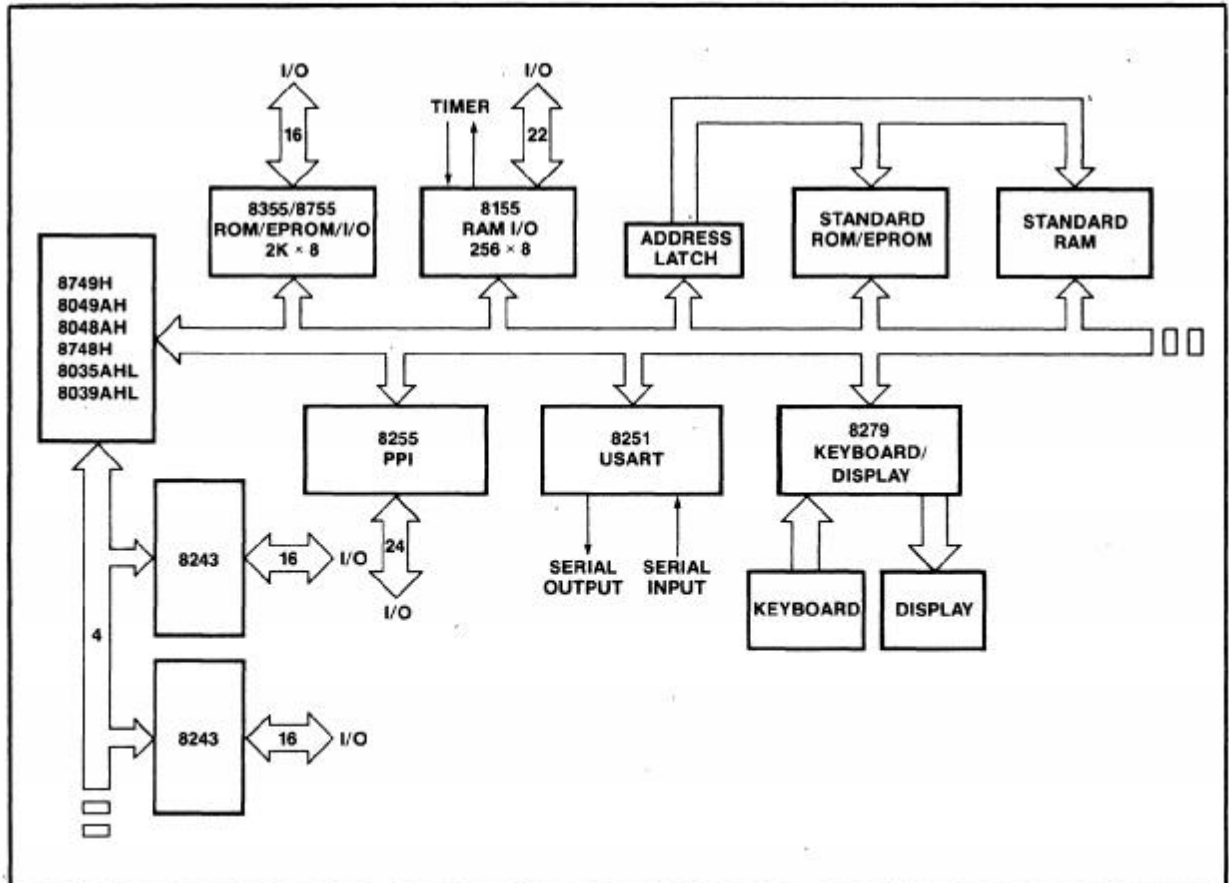 I/O
I/O
TIMER
16
22
8355/8755
ROM/EPROM/I/O
2K × 8
8155
RAM I/O
256 × 8
ADDRESS
LATCH
STANDARD
ROM/EPROM
STANDARD
RAM
8749H
8049AH
8048AH
8748H
8035AHL
8039AHL
8255
PPI
8251
USART
8279
KEYBOARD/
DISPLAY
24
I/O
SERIAL
OUTPUT
SERIAL
INPUT
KEYBOARD
DISPLAY
8243
16
I/O
4
8243
16
I/O